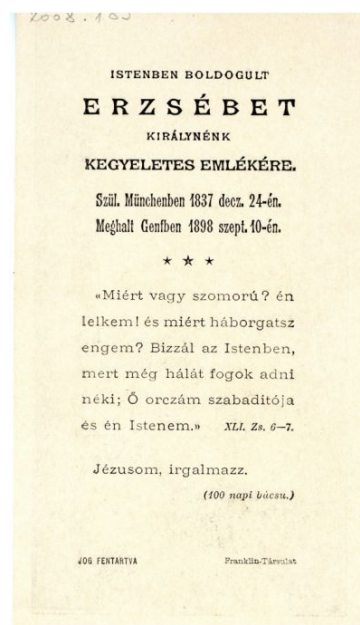 2008.103
ISTENBEN BOLDOGULT
ERZSÉBET
KIRÁLYNÉNK
KEGYELETES EMLÉKÉRE.
Szül. Münchenben 1837 decz. 24-én.
Meghalt Genfben 1898 szept. 10-én.
«Miért vagy szomorú? én
lelkem! és miért háborgatsz
engem? Bizzál az Istenben,
mert még hálát fogok adni
néki; Ő orczám szabaditója
és én Istenem.» XLI. Zs. 6—7.
Jézusom, irgalmazz.
(100 napi búcsu.)
JOG FENTARTVA Franklin-Társulat